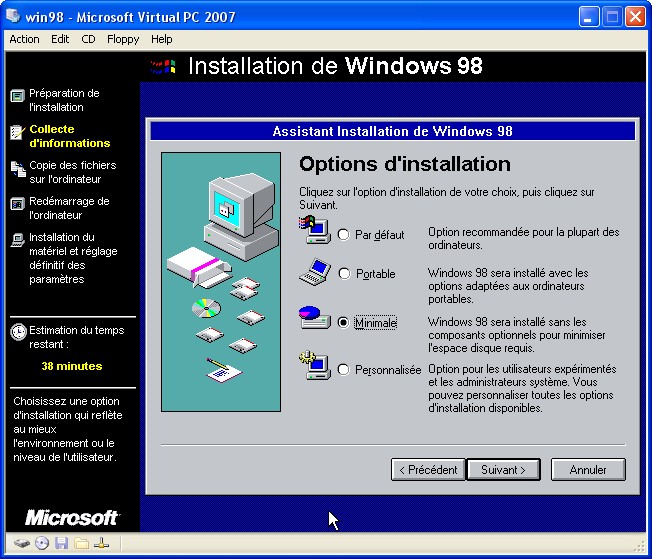 win98 - Microsoft Virtual PC 2007
Action Edit CD Floppy Help
Installation de Windows 98
Préparation de
l'installation
Collecte
d'informations
Copie des fichiers
sur l'ordinateur
Redémarrage de
l'ordinateur
Installation du
matériel et réglage
définitif des
paramètres
Estimation du temps
restant :
38 minutes
Choisissez une option
d'installation qui reflète
au mieux
l'environnement ou le
niveau de l'utilisateur.
Microsoft
Assistant Installation de Windows 98
Options d'installation
Cliquez sur l'option d'installation de votre choix, puis cliquez sur
Suivant.
Par défaut
Option recommandée pour la plupart des
ordinateurs.
Portable
Windows 98 sera installé avec les
options adaptées aux ordinateurs
portables.
Minimale
Windows 98 sera installé sans les
composants optionnels pour minimiser
l'espace disque requis.
Personnalisée
Option pour les utilisateurs expérimentés
et les administrateurs système. Vous
pouvez personnaliser toutes les options
d'installation disponibles.
< Précédent
Suivant >
Annuler